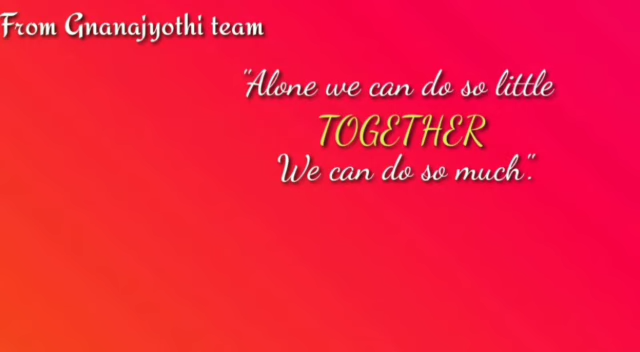 From Gnanajyothi team
"Alone we can do so little
TOGETHER
We can do so much".